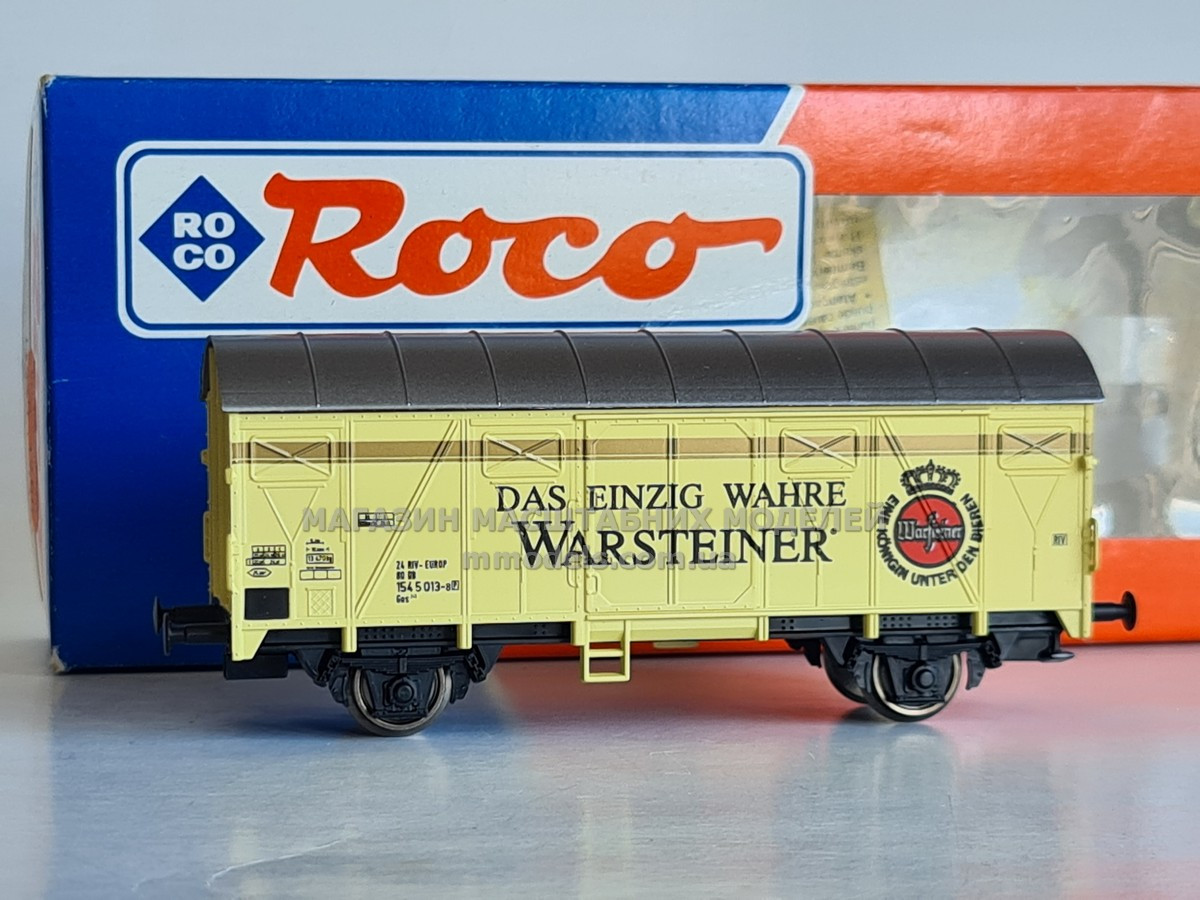 RO
CO
Roco
DAS EINZIG WAHRE
WARSTEINER
МАГАЗИН МАСШТАБНИХ МОДЕЛЕЙ
mmodels.com.ua
Warsteiner
EINE KÖNIGIN UNTER DEN BIEREN
24 RIV-EUROP
80 DB
154 5 013-8 P
Gos
RIV